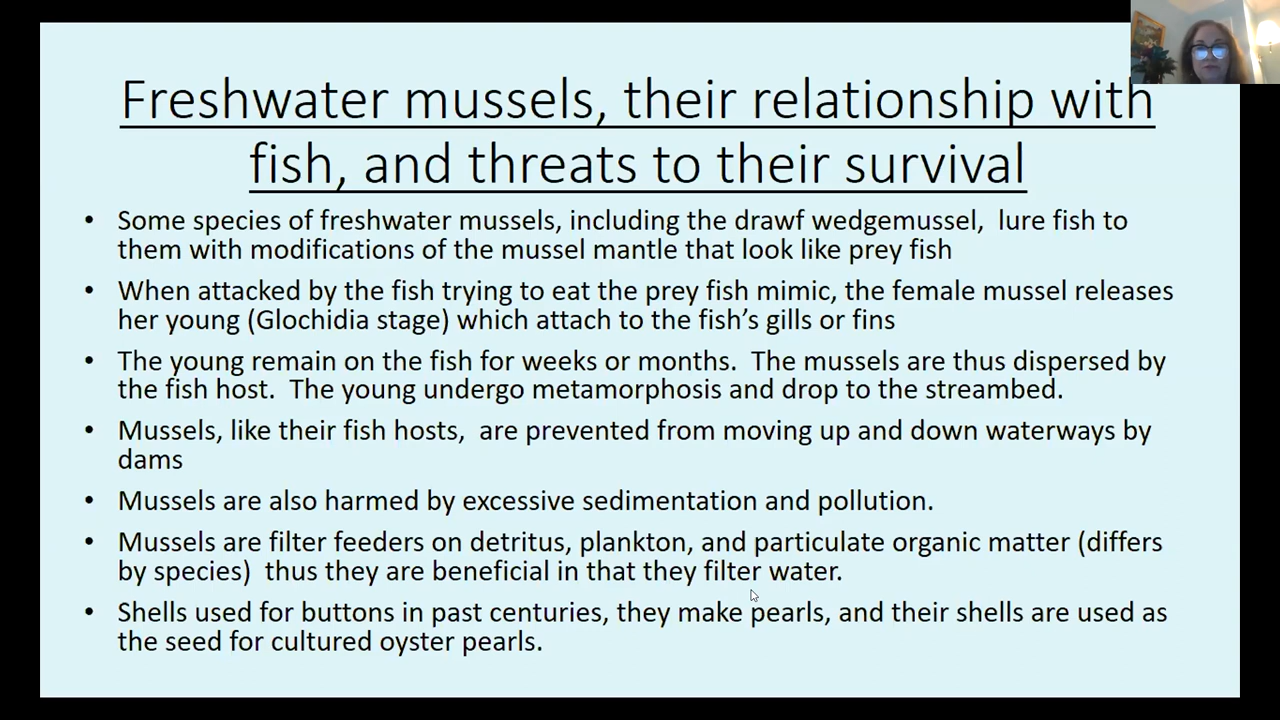 Freshwater mussels, their relationship with
fish, and threats to their survival
• Some species of freshwater mussels, including the drawf wedgemussel,  lure fish to
them with modifications of the mussel mantle that look like prey fish
• When attacked by the fish trying to eat the prey fish mimic, the female mussel releases
her young (Glochidia stage) which attach to the fish's gills or fins
• The young remain on the fish for weeks or months.  The mussels are thus dispersed by
the fish host.  The young undergo metamorphosis and drop to the streambed.
• Mussels, like their fish hosts,  are prevented from moving up and down waterways by
dams
• Mussels are also harmed by excessive sedimentation and pollution.
• Mussels are filter feeders on detritus, plankton, and particulate organic matter (differs
by species)  thus they are beneficial in that they filter water.
• Shells used for buttons in past centuries, they make pearls, and their shells are used as
the seed for cultured oyster pearls.